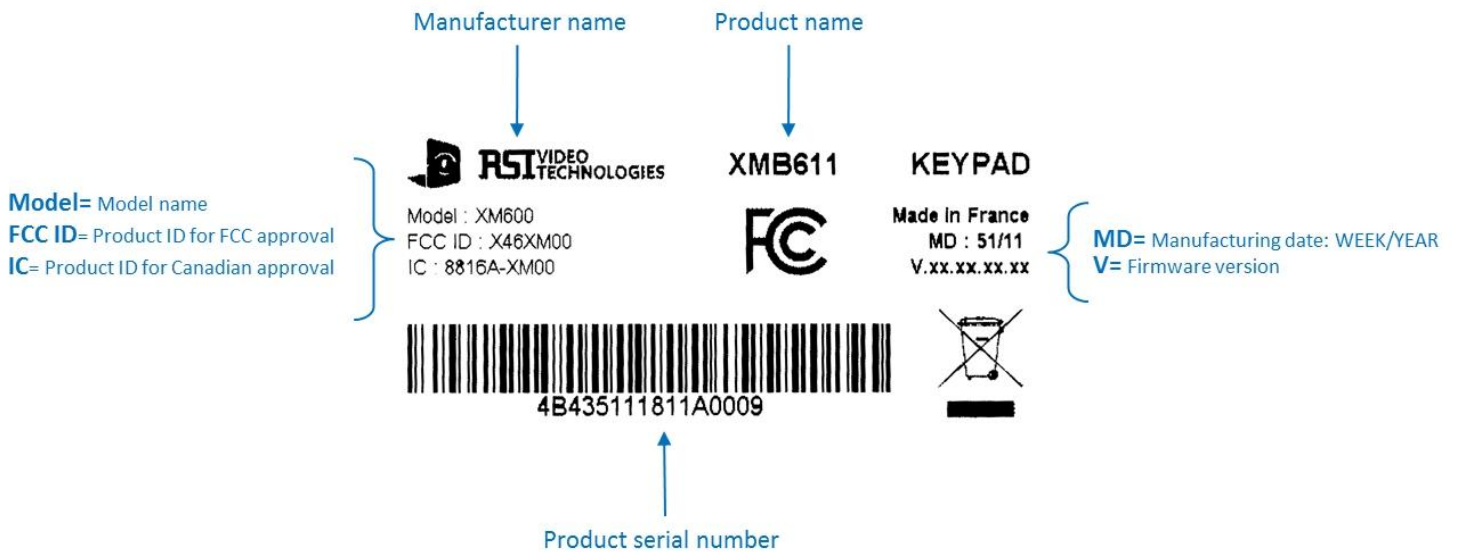 Manufacturer name
Product name
RSI VIDEO TECHNOLOGIES
XMB611
KEYPAD
Model= Model name
FCC ID= Product ID for FCC approval
IC= Product ID for Canadian approval
Model : XM600
FCC ID : X46XM00
IC : 8816A-XM00
FC
Made in France
MD : 51/11
V.xx.xx.xx.xx
MD= Manufacturing date: WEEK/YEAR
V= Firmware version
4B435111811A0009
Product serial number